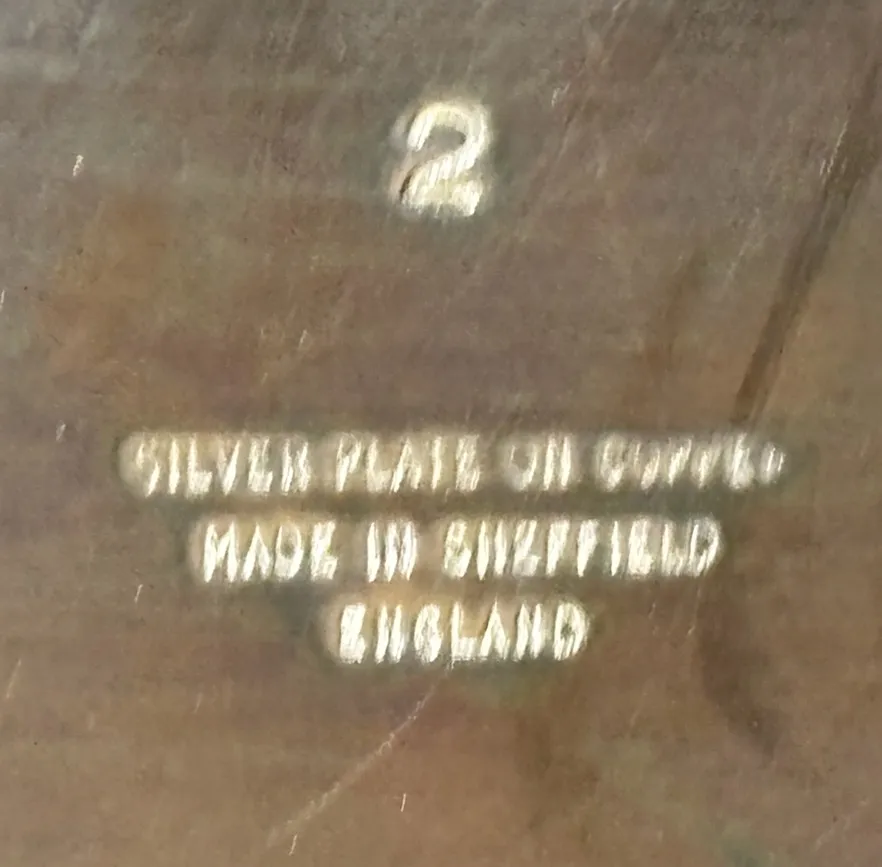 2
SILVER PLATE ON COPPER
MADE IN SHEFFIELD
ENGLAND